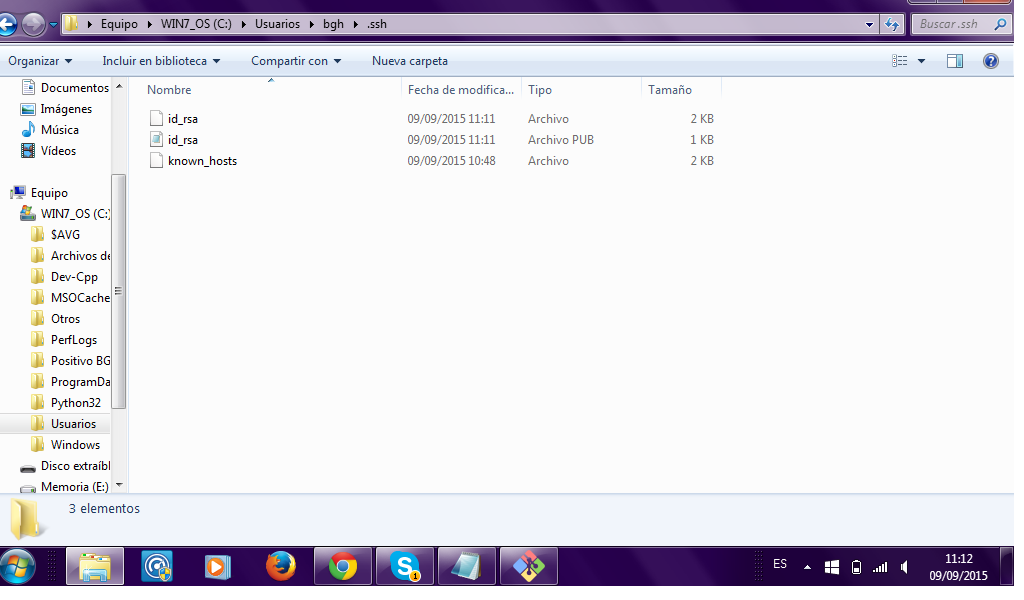 Equipo WIN7_OS (C:) Usuarios bgh .ssh Buscar .ssh
Organizar Incluir en biblioteca Compartir con Nueva carpeta
Documentos
Imágenes
Música
Vídeos
Equipo
WIN7_OS (C:)
$AVG
Archivos de
Dev-Cpp
MSOCache
Otros
PerfLogs
Positivo BG
ProgramDa
Python32
Usuarios
Windows
Disco extraíbl
Memoria (E:)
Nombre Fecha de modifica... Tipo Tamaño
id_rsa 09/09/2015 11:11 Archivo 2 KB
id_rsa 09/09/2015 11:11 Archivo PUB 1 KB
known_hosts 09/09/2015 10:48 Archivo 2 KB
3 elementos
1
ES
11:12
09/09/2015